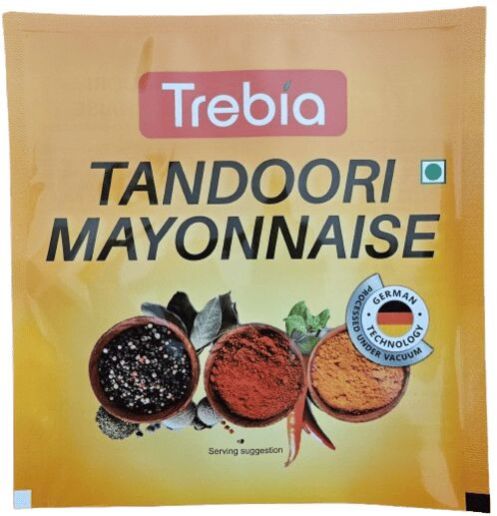 Trebia
TANDOORI
MAYONNAISE
GERMAN
TECHNOLOGY
PROCESSED UNDER VACUUM
Serving suggestion